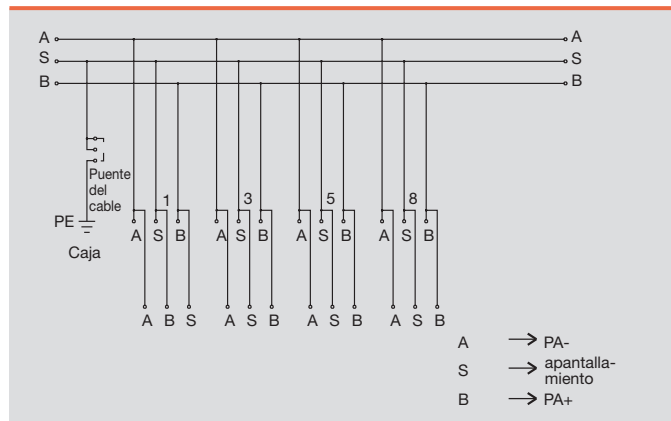 A A
S S
B B
Puente
del
cable
1 3 5 8
PE
A S B A S B A S B A S B
Caja
A B S A S B A S B A S B
A PA-
S apantalla-
miento
B PA+